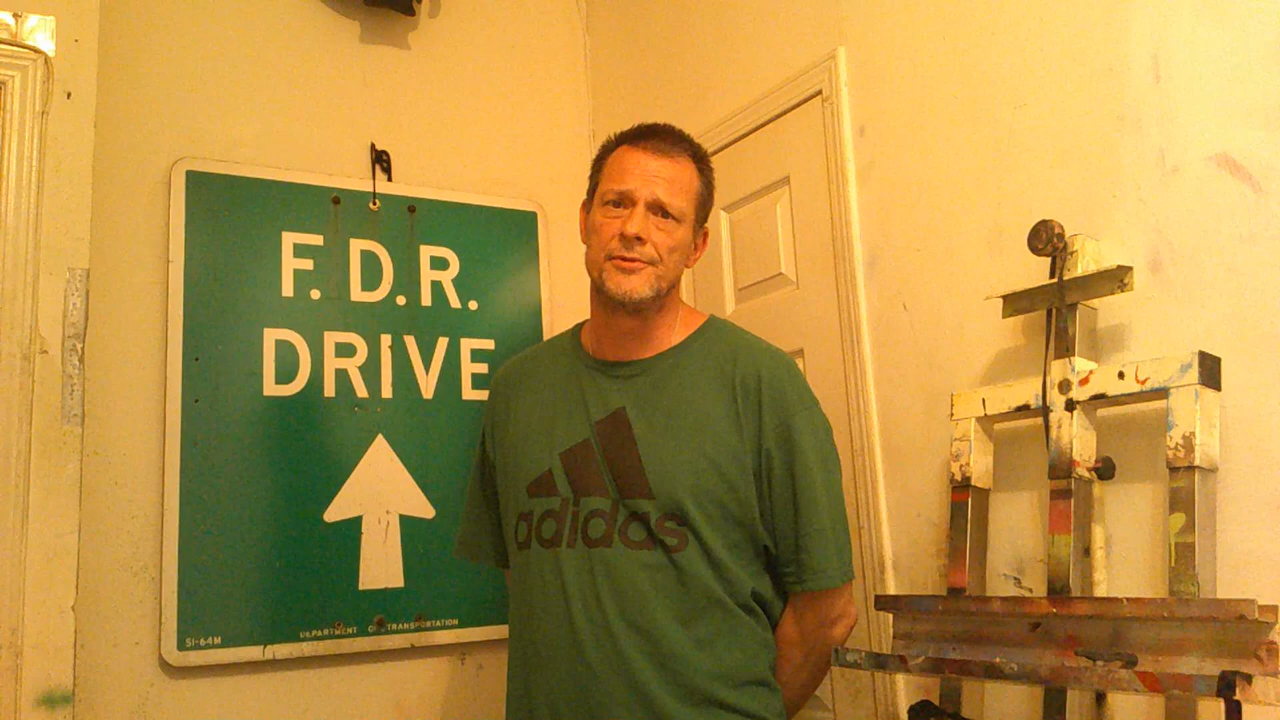 F.D.R.
DRIVE
SI-64M
DEPARTMENT OF TRANSPORTATION
adidas